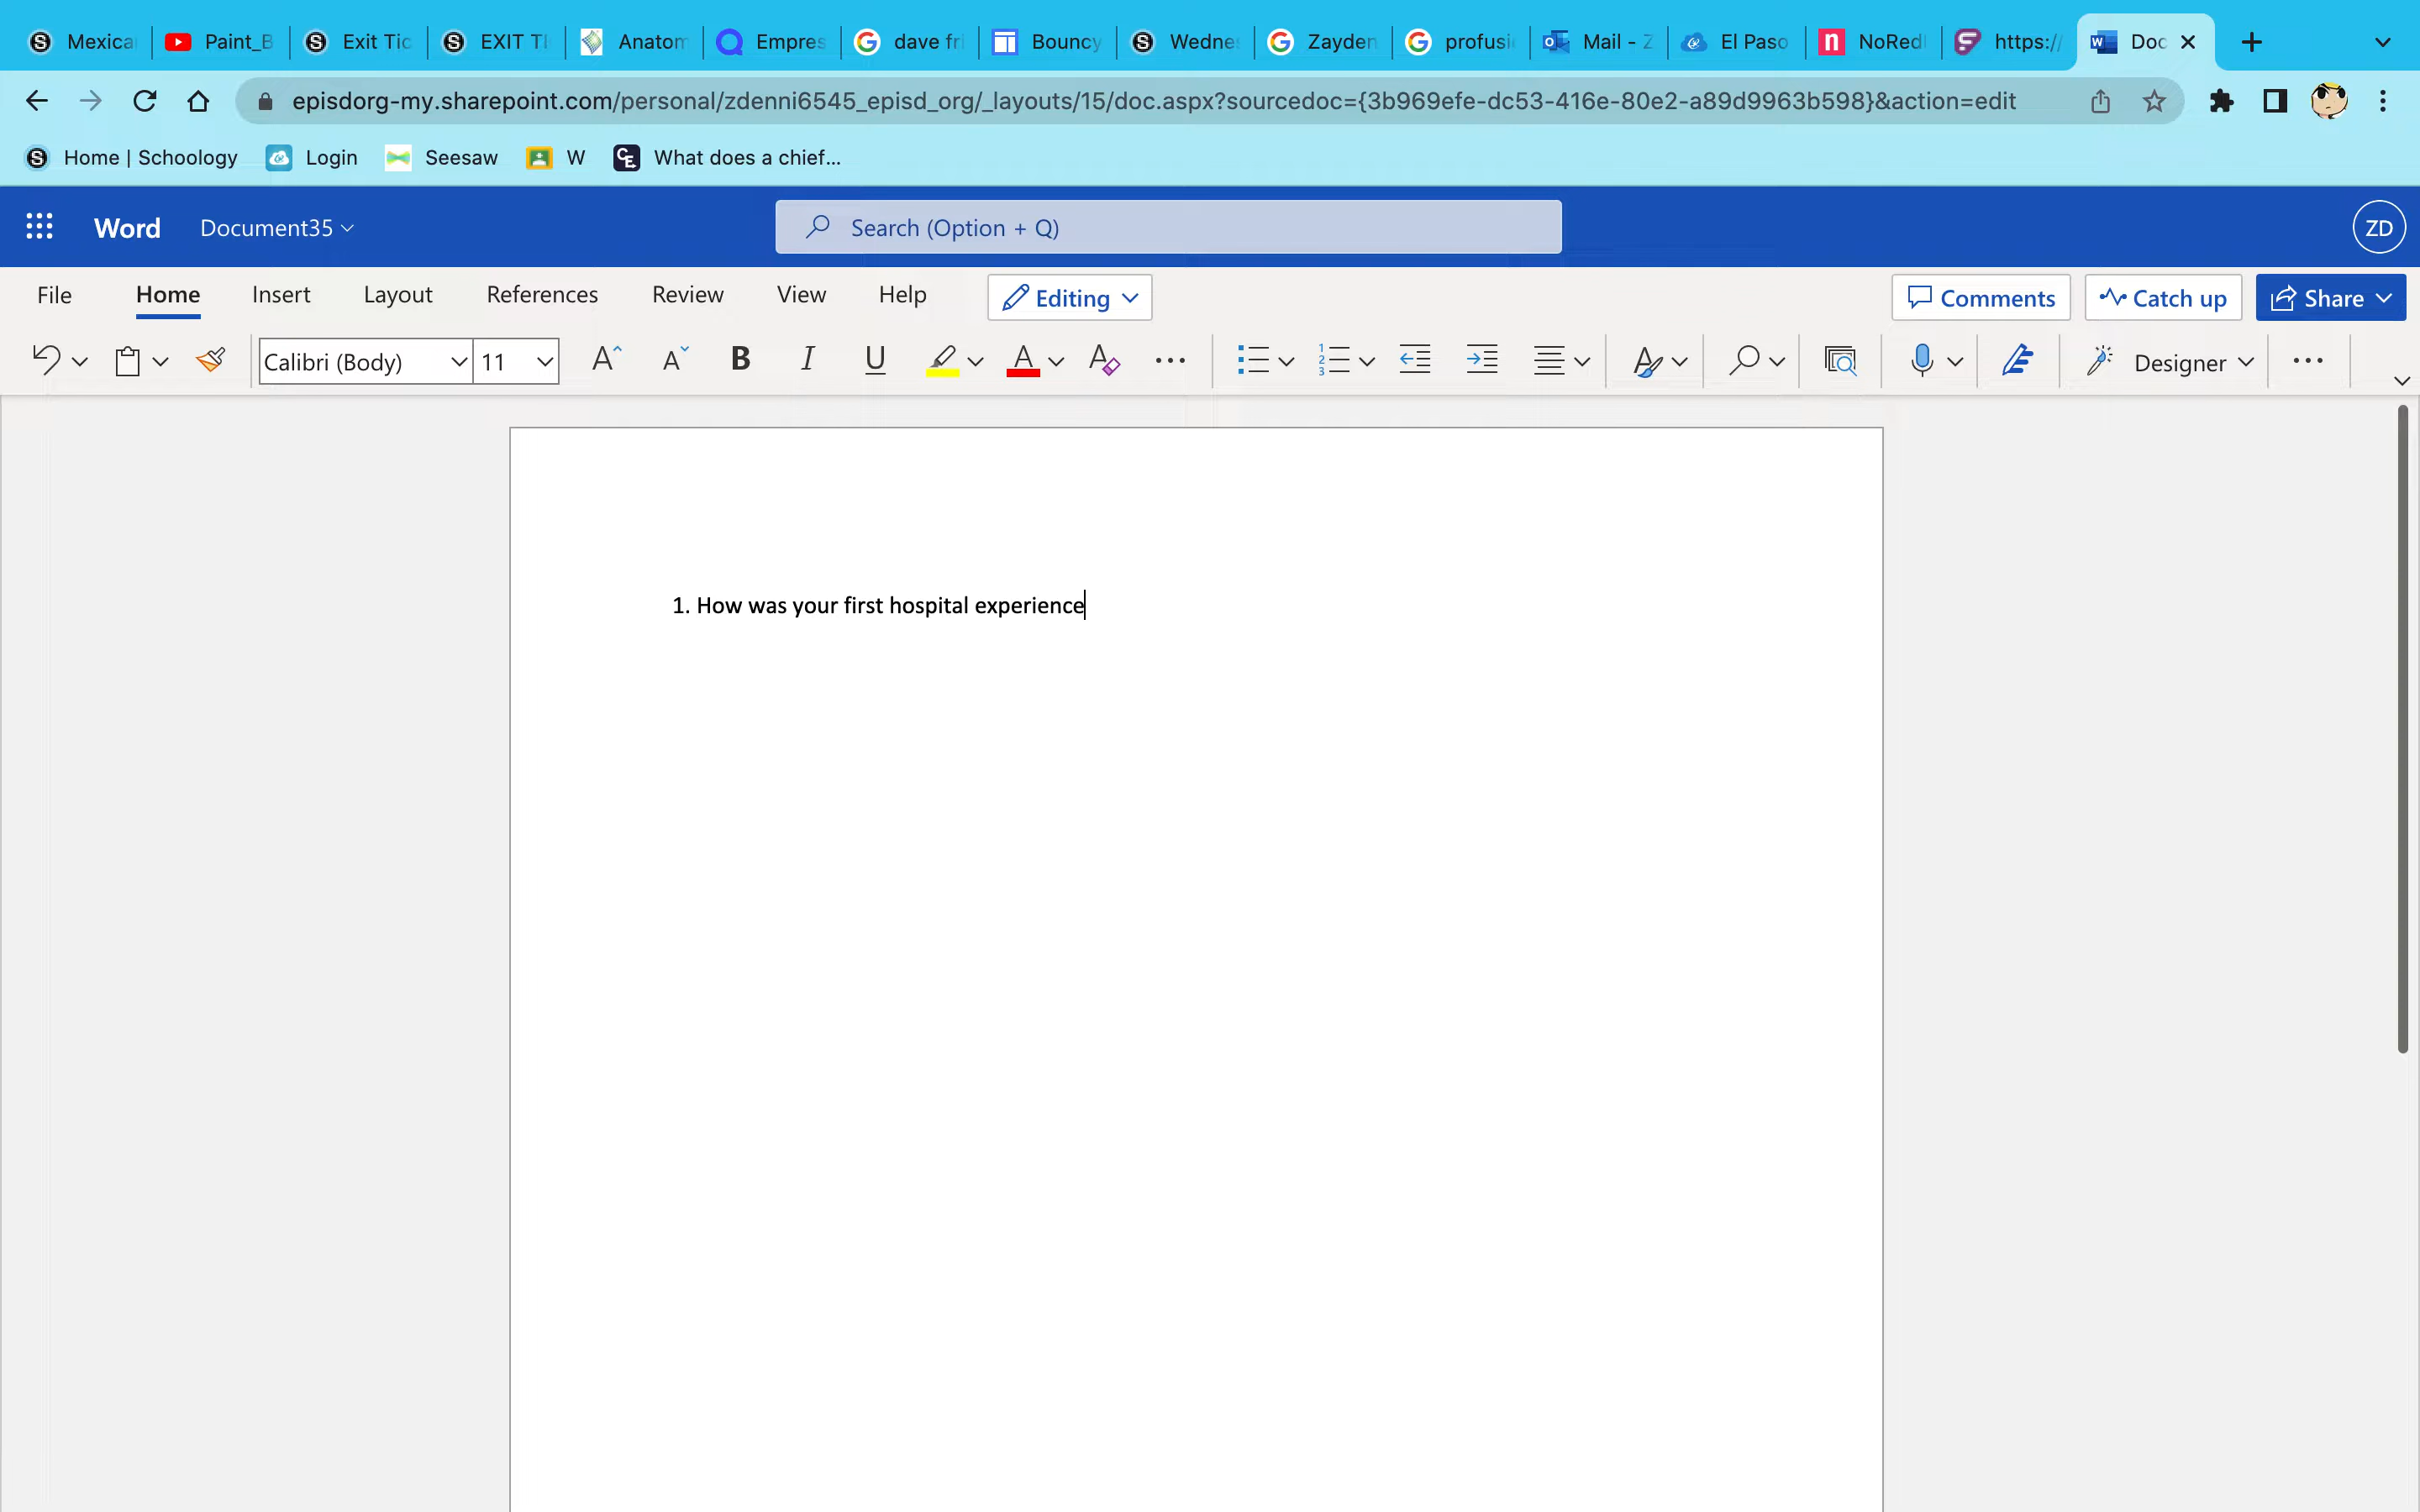 Mexica Paint_B Exit Tic EXIT TI Anatom Empres dave fri Bouncy Wednes Zayden profusi Mail - Z El Paso NoRedI https:// Doc
episdorg-my.sharepoint.com/personal/zdenni6545_episd_org/_layouts/15/doc.aspx?sourcedoc={3b969efe-dc53-416e-80e2-a89d9963b598}&action=edit
Home | Schoology Login Seesaw W What does a chief...
Word Document35 Search (Option + Q) ZD
File Home Insert Layout References Review View Help Editing Comments Catch up Share
Calibri (Body) 11 A A B I U A A Designer
1. How was your first hospital experience